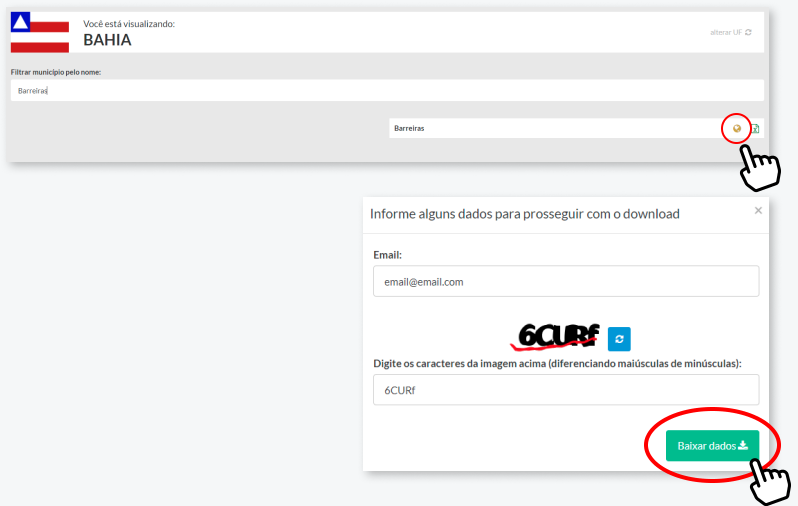 Você está visualizando:
BAHIA
alterar UF
Filtrar município pelo nome:
Barreiras
Barreiras
Informe alguns dados para prosseguir com o download
×
Email:
email@email.com
6CURf
Digite os caracteres da imagem acima (diferenciando maiúsculas de minúsculas):
6CURf
Baixar dados